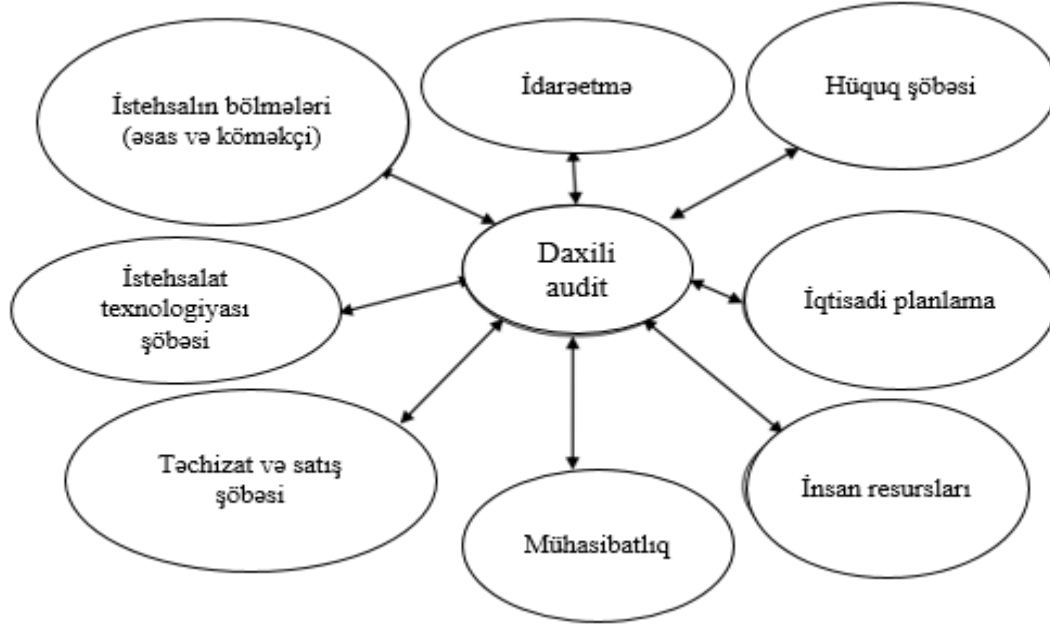 İstehsalın bölmələri
(əsas və köməkçi)
İdarəetmə
Hüquq şöbəsi
Daxili
audit
İstehsalat
texnologiyası
şöbəsi
İqtisadi planlama
Təchizat və satış
şöbəsi
Mühasibatlıq
İnsan resursları